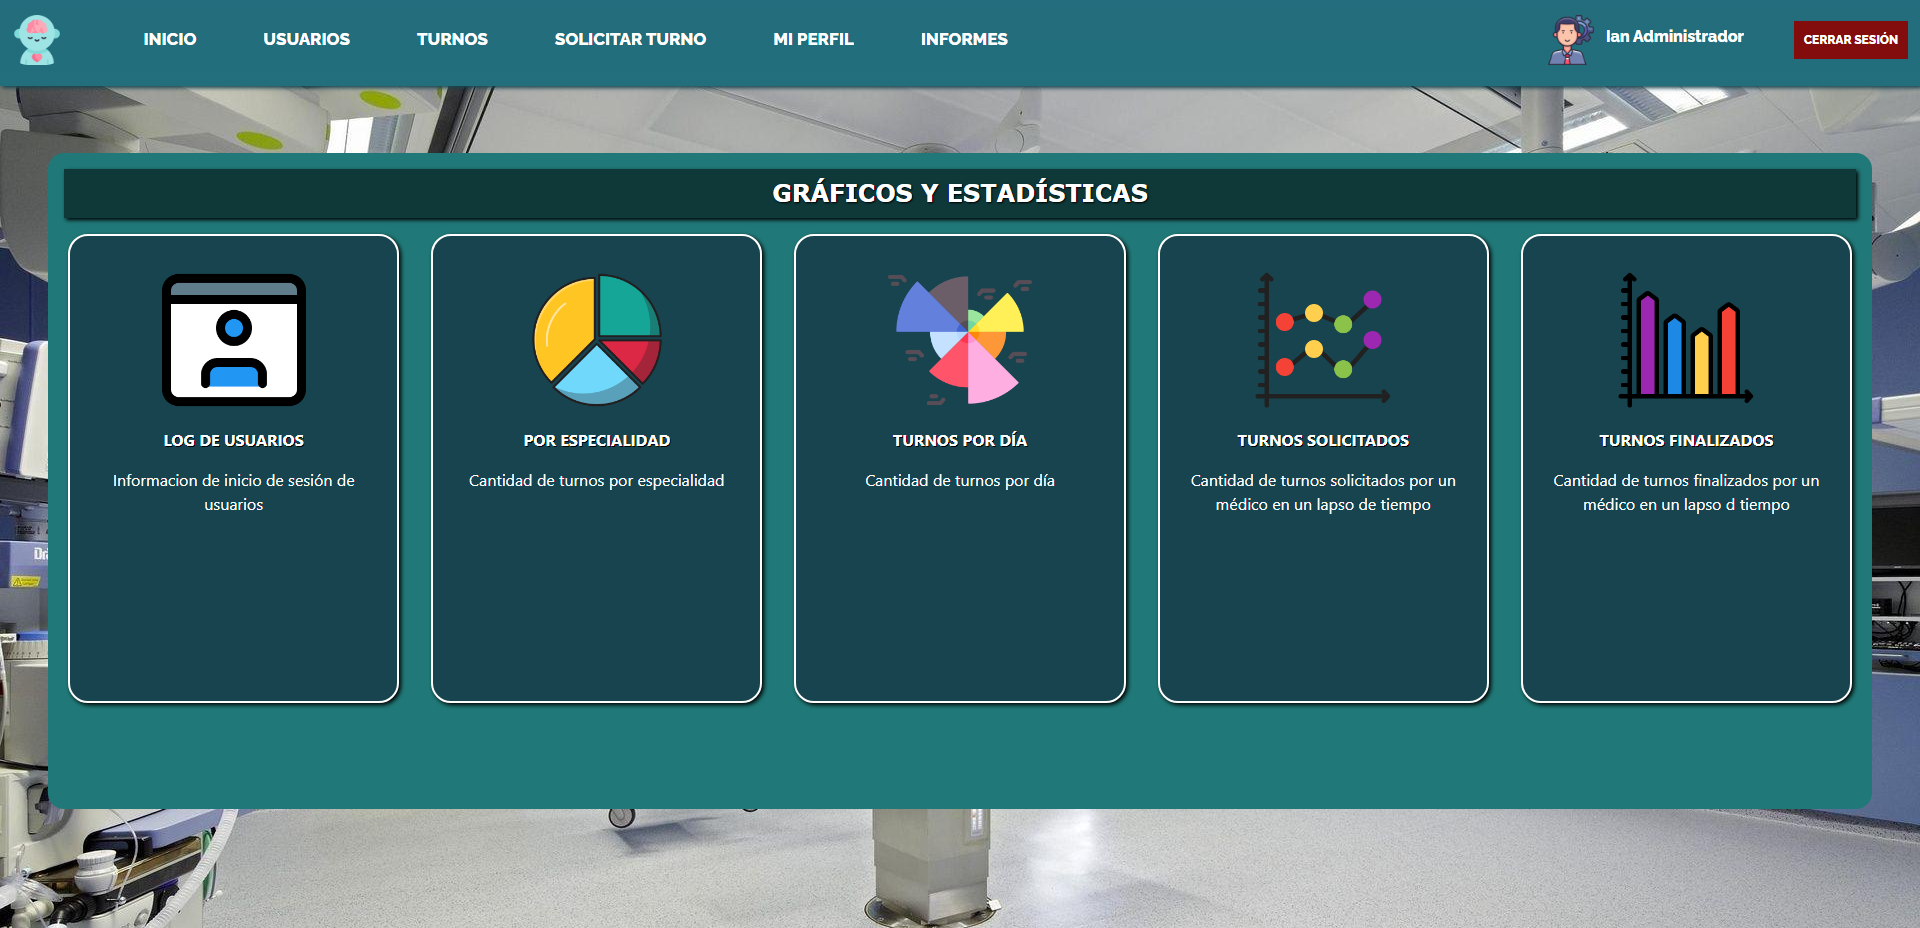 INICIO
USUARIOS
TURNOS
SOLICITAR TURNO
MI PERFIL
INFORMES
Ian Administrador
CERRAR SESIÓN
GRÁFICOS Y ESTADÍSTICAS
LOG DE USUARIOS
Informacion de inicio de sesión de
usuarios
POR ESPECIALIDAD
Cantidad de turnos por especialidad
TURNOS POR DÍA
Cantidad de turnos por día
TURNOS SOLICITADOS
Cantidad de turnos solicitados por un
médico en un lapso de tiempo
TURNOS FINALIZADOS
Cantidad de turnos finalizados por un
médico en un lapso d tiempo